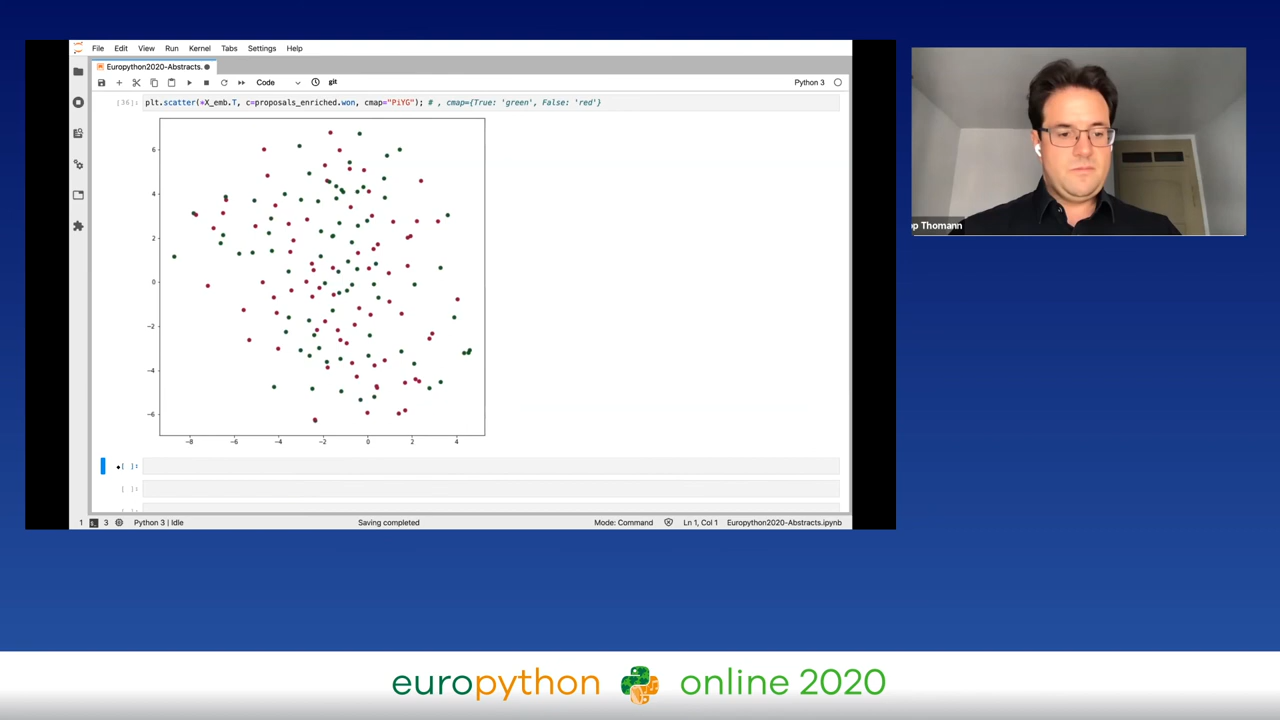 File Edit View Run Kernel Tabs Settings Help
Europython2020-Abstracts.
Code
git
Python 3
[36]: plt.scatter(*X_emb.T, c=proposals_enriched.won, cmap="PiYG"); # , cmap={True: 'green', False: 'red'}
6
4
2
0
−2
−4
−6
−8 −6 −4 −2 0 2 4
[ ]:
[ ]:
1 3 Python 3 | Idle Saving completed Mode: Command Ln 1, Col 1 Europython2020-Abstracts.ipynb
op Thomann
europython online 2020